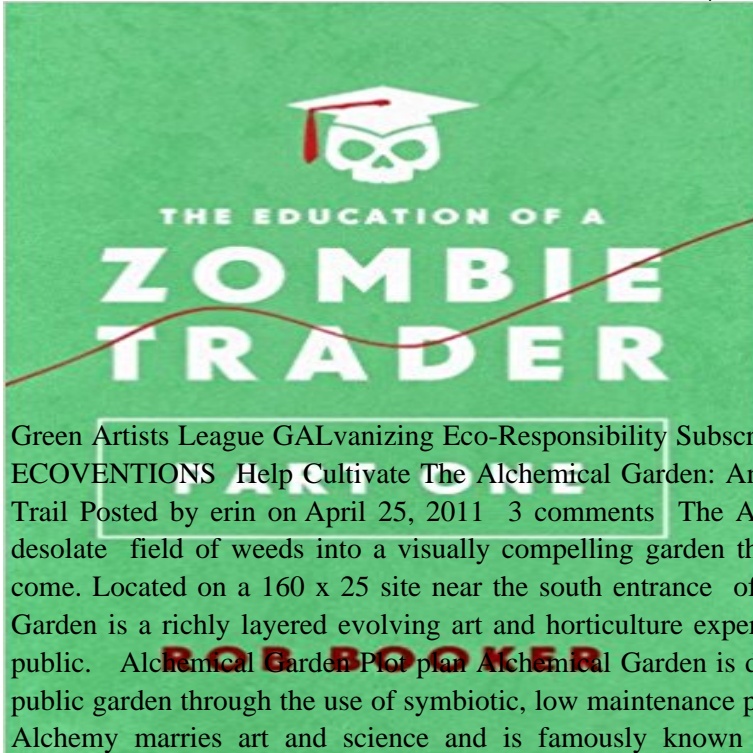 THE EDUCATION OF A
ZOMBIE
TRADER
Green Artists League GALvanizing Eco-Responsibility
ECOVENTIONS Help Cultivate The Alchemical Garden:
PART ONE
Trail Posted by erin on April 25, 2011 3 comments The
desolate field of weeds into a visually compelling garden
come. Located on a 160 x 25 site near the south entrance of
Garden is a richly layered evolving art and horticulture
public. Alchemical Garden Plot plan Alchemical Garden is
ROB BOOKER
public garden through the use of symbiotic, low maintenance
Alchemy marries art and science and is famously known